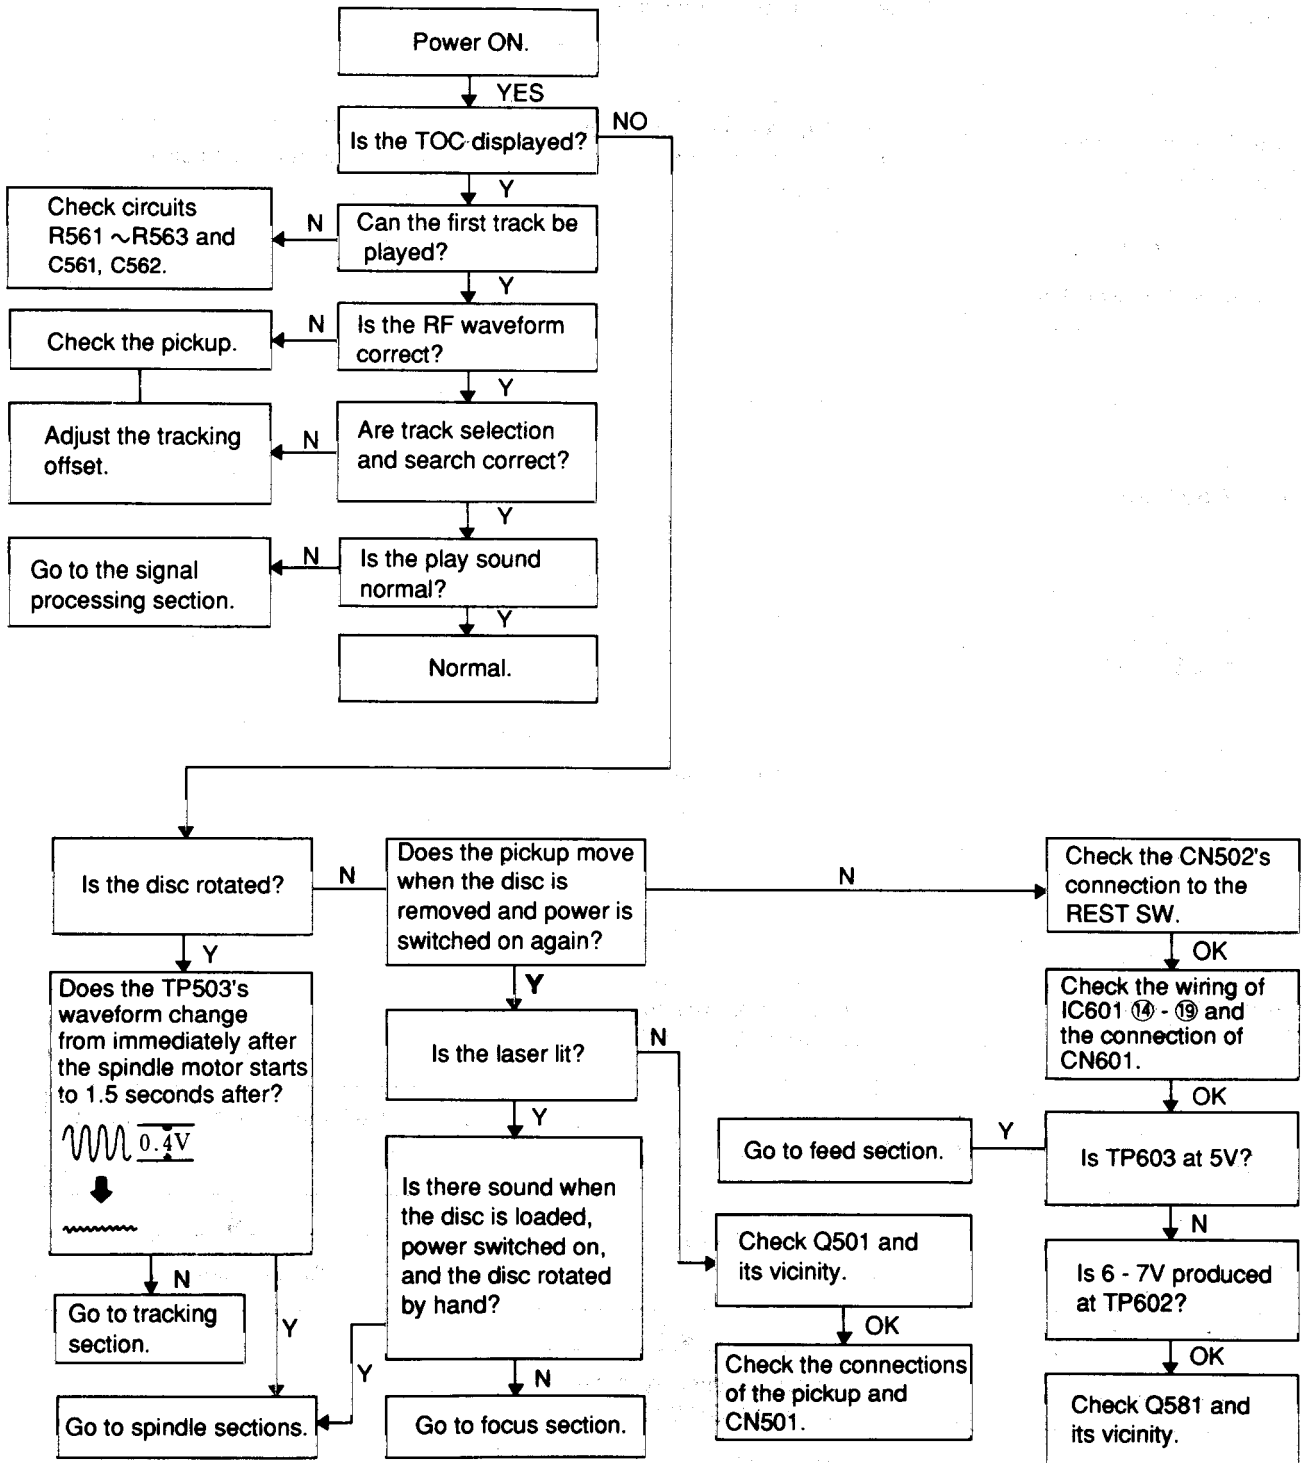 Power ON.
YES
Is the TOC displayed?
NO
Y
Check circuits
R561 ~R563 and
C561, C562.
N
Can the first track be
played?
Y
Check the pickup.
N
Is the RF waveform
correct?
Y
Adjust the tracking
offset.
N
Are track selection
and search correct?
Y
Go to the signal
processing section.
N
Is the play sound
normal?
Y
Normal.
Is the disc rotated?
N
Does the pickup move
when the disc is
removed and power is
switched on again?
N
Check the CN502's
connection to the
REST SW.
Y
Y
OK
Does the TP503's
waveform change
from immediately after
the spindle motor starts
to 1.5 seconds after?
0.4V
Is the laser lit?
N
Check the wiring of
IC601 ⑭ - ⑲ and
the connection of
CN601.
Y
OK
Go to feed section.
Y
Is TP603 at 5V?
Is there sound when
the disc is loaded,
power switched on,
and the disc rotated
by hand?
N
Check Q501 and
its vicinity.
Is 6 - 7V produced
at TP602?
N
Go to tracking
section.
Y
Y
N
OK
OK
Go to spindle sections.
Go to focus section.
Check the connections
of the pickup and
CN501.
Check Q581 and
its vicinity.